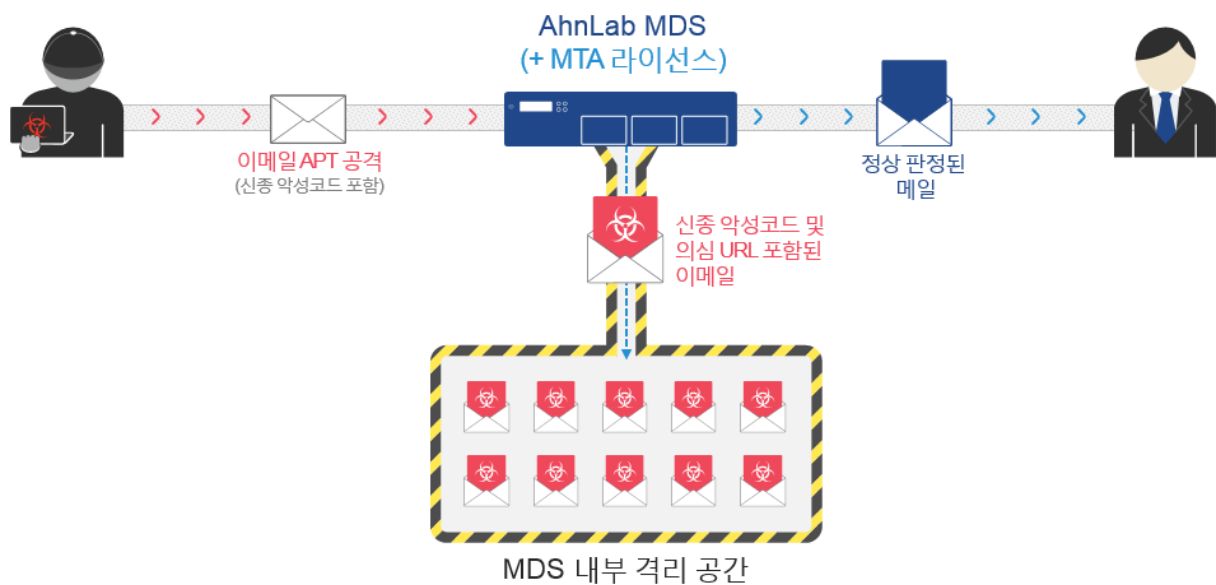 AhnLab MDS
(+ MTA 라이선스)
이메일 APT 공격
(신종 악성코드 포함)
정상 판정된
메일
신종 악성코드 및
의심 URL 포함된
이메일
MDS 내부 격리 공간